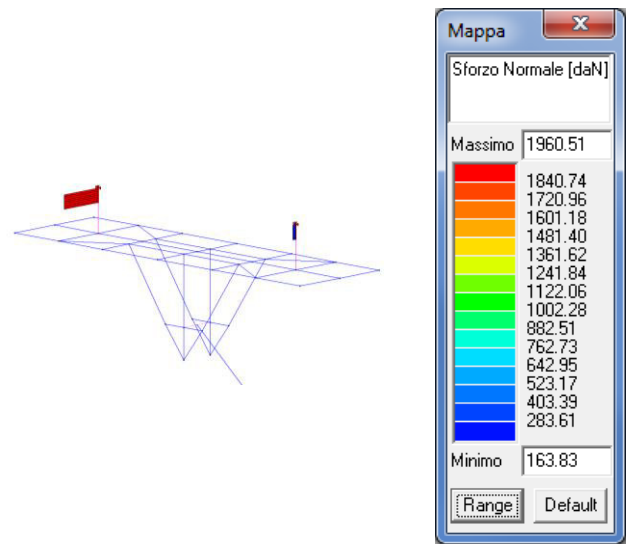 Mappa
Sforzo Normale [daN]
Massimo 1960.51
1840.74
1720.96
1601.18
1481.40
1361.62
1241.84
1122.06
1002.28
882.51
762.73
642.95
523.17
403.39
283.61
Minimo 163.83
Range Default